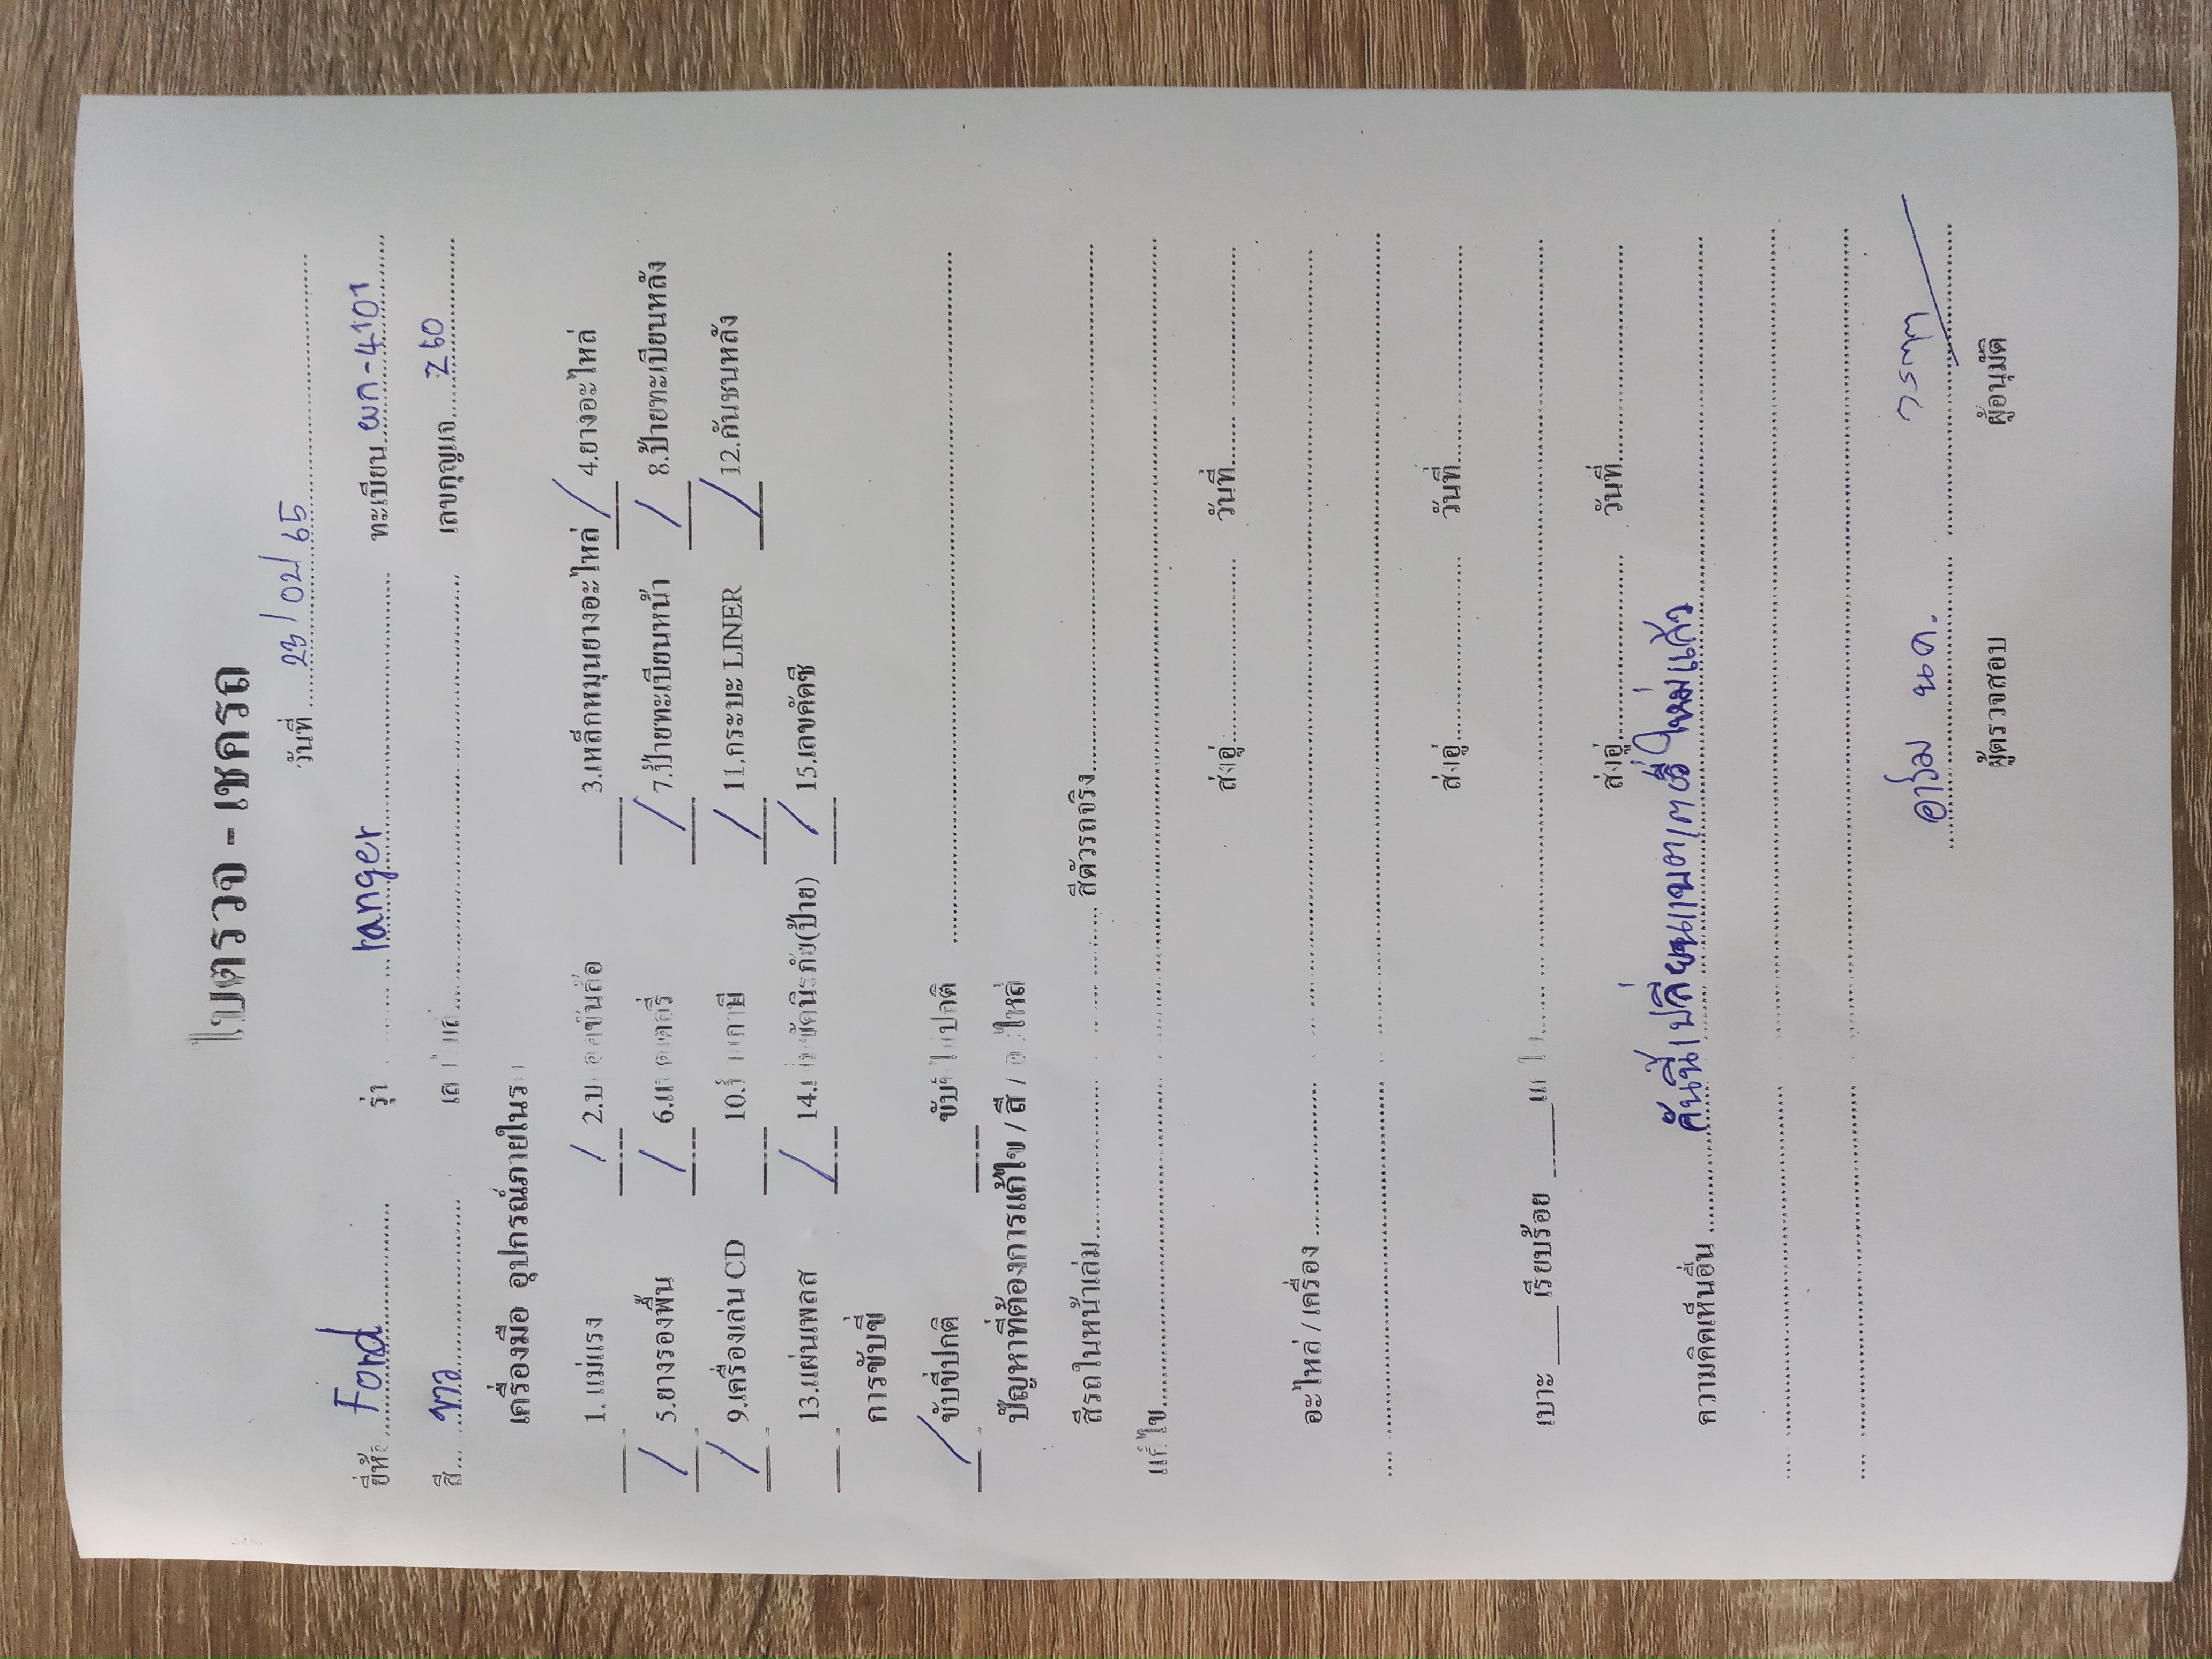 ใบตรวจ - เชครถ
วันที่ 23/02/65
ยี่ห้อ Ford รุ่น ranger ทะเบียน ผก-4101
สี ขาว เลขไมล์ เลขกุญแจ Z60
เครื่องมือ อุปกรณ์ภายในรถ
1. แม่แรง / 2.บล๊อคขันล้อ 3.เหล็กหมุนยางอะไหล่ / 4.ยางอะไหล่
/ 5.ยางรองพื้น / 6.แบตเตอรี่ / 7.ป้ายทะเบียนหน้า / 8.ป้ายทะเบียนหลัง
/ 9.เครื่องเล่น CD 10. / 11.กระบะ LINER / 12.กันชนหลัง
13.แผ่นเพลส / 14. (ป้าย) / 15.เลขคัดซี
การขับขี่
/ ขับขี่ปกติ ขับขี่ไม่ปกติ
ปัญหาที่ต้องการแก้ไข / สี / อะไหล่
สีรถในหน้าเล่ม สีตัวรถจริง
แก้ไข
ส่งอู่ วันที่
อะไหล่ / เครื่อง
ส่งอู่ วันที่
เบาะ เรียบร้อย แก้ไข
ส่งอู่ วันที่
ความคิดเห็นอื่น คันนี้เปลี่ยนแบตเตอรี่ใหม่แล้ว
นค.
ผู้ตรวจสอบ ผู้อนุมัติ